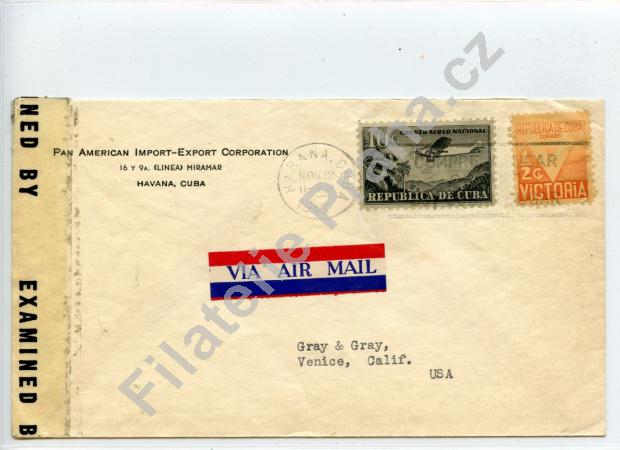 NED BY EXAMINED B
PAN AMERICAN IMPORT-EXPORT CORPORATION
16 Y 9A. (LINEA) MIRAMAR
HAVANA, CUBA
NOV 12
10¢
CORREO AEREO NACIONAL
REPUBLICA DE CUBA
REPUBLICA DE CUBA
CORREOS
1/2 ¢
VICTORIA
VIA AIR MAIL
Gray & Gray,
Venice, Calif.
USA
Filatelie Praha.cz